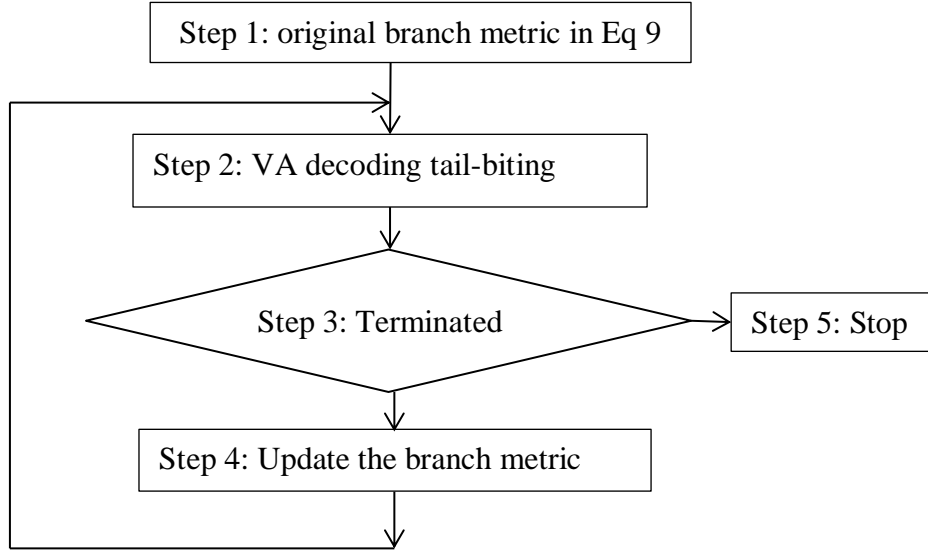 Step 1: original branch metric in Eq 9
Step 2: VA decoding tail-biting
Step 3: Terminated
Step 5: Stop
Step 4: Update the branch metric